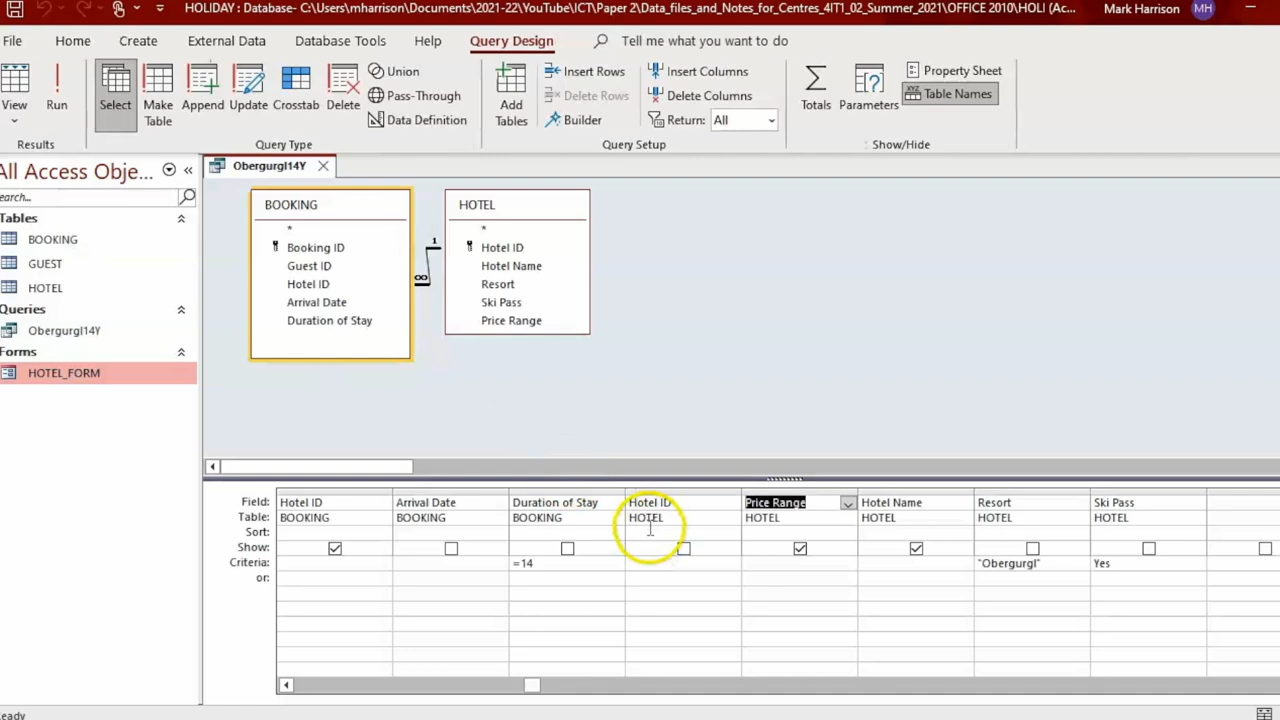 HOLIDAY : Database- C:\Users\mharrison\Documents\2021-22\YouTube\ICT\Paper 2\Data_files_and_Notes_for_Centres_4IT1_02_Summer_2021\OFFICE 2010\HOLI (Ac... Mark Harrison MH
File Home Create External Data Database Tools Help Query Design Tell me what you want to do
View Run Select Make Table Append Update Crosstab Delete
Union
Pass-Through
Data Definition
Add Tables
Insert Rows
Delete Rows
Builder
Insert Columns
Delete Columns
Return: All
Totals Parameters
Property Sheet
XYZ Table Names
Results Query Type Query Setup Show/Hide
All Access Obje...
earch...
Tables
BOOKING
GUEST
HOTEL
Queries
Obergurgl14Y
Forms
HOTEL_FORM
Obergurgl14Y
BOOKING
*
Booking ID
Guest ID
Hotel ID
Arrival Date
Duration of Stay
1
∞
HOTEL
*
Hotel ID
Hotel Name
Resort
Ski Pass
Price Range
Field: Hotel ID Arrival Date Duration of Stay Hotel ID Price Range Hotel Name Resort Ski Pass
Table: BOOKING BOOKING BOOKING HOTEL HOTEL HOTEL HOTEL HOTEL
Sort:
Show:
Criteria: =14 "Obergurgl" Yes
or:
eady